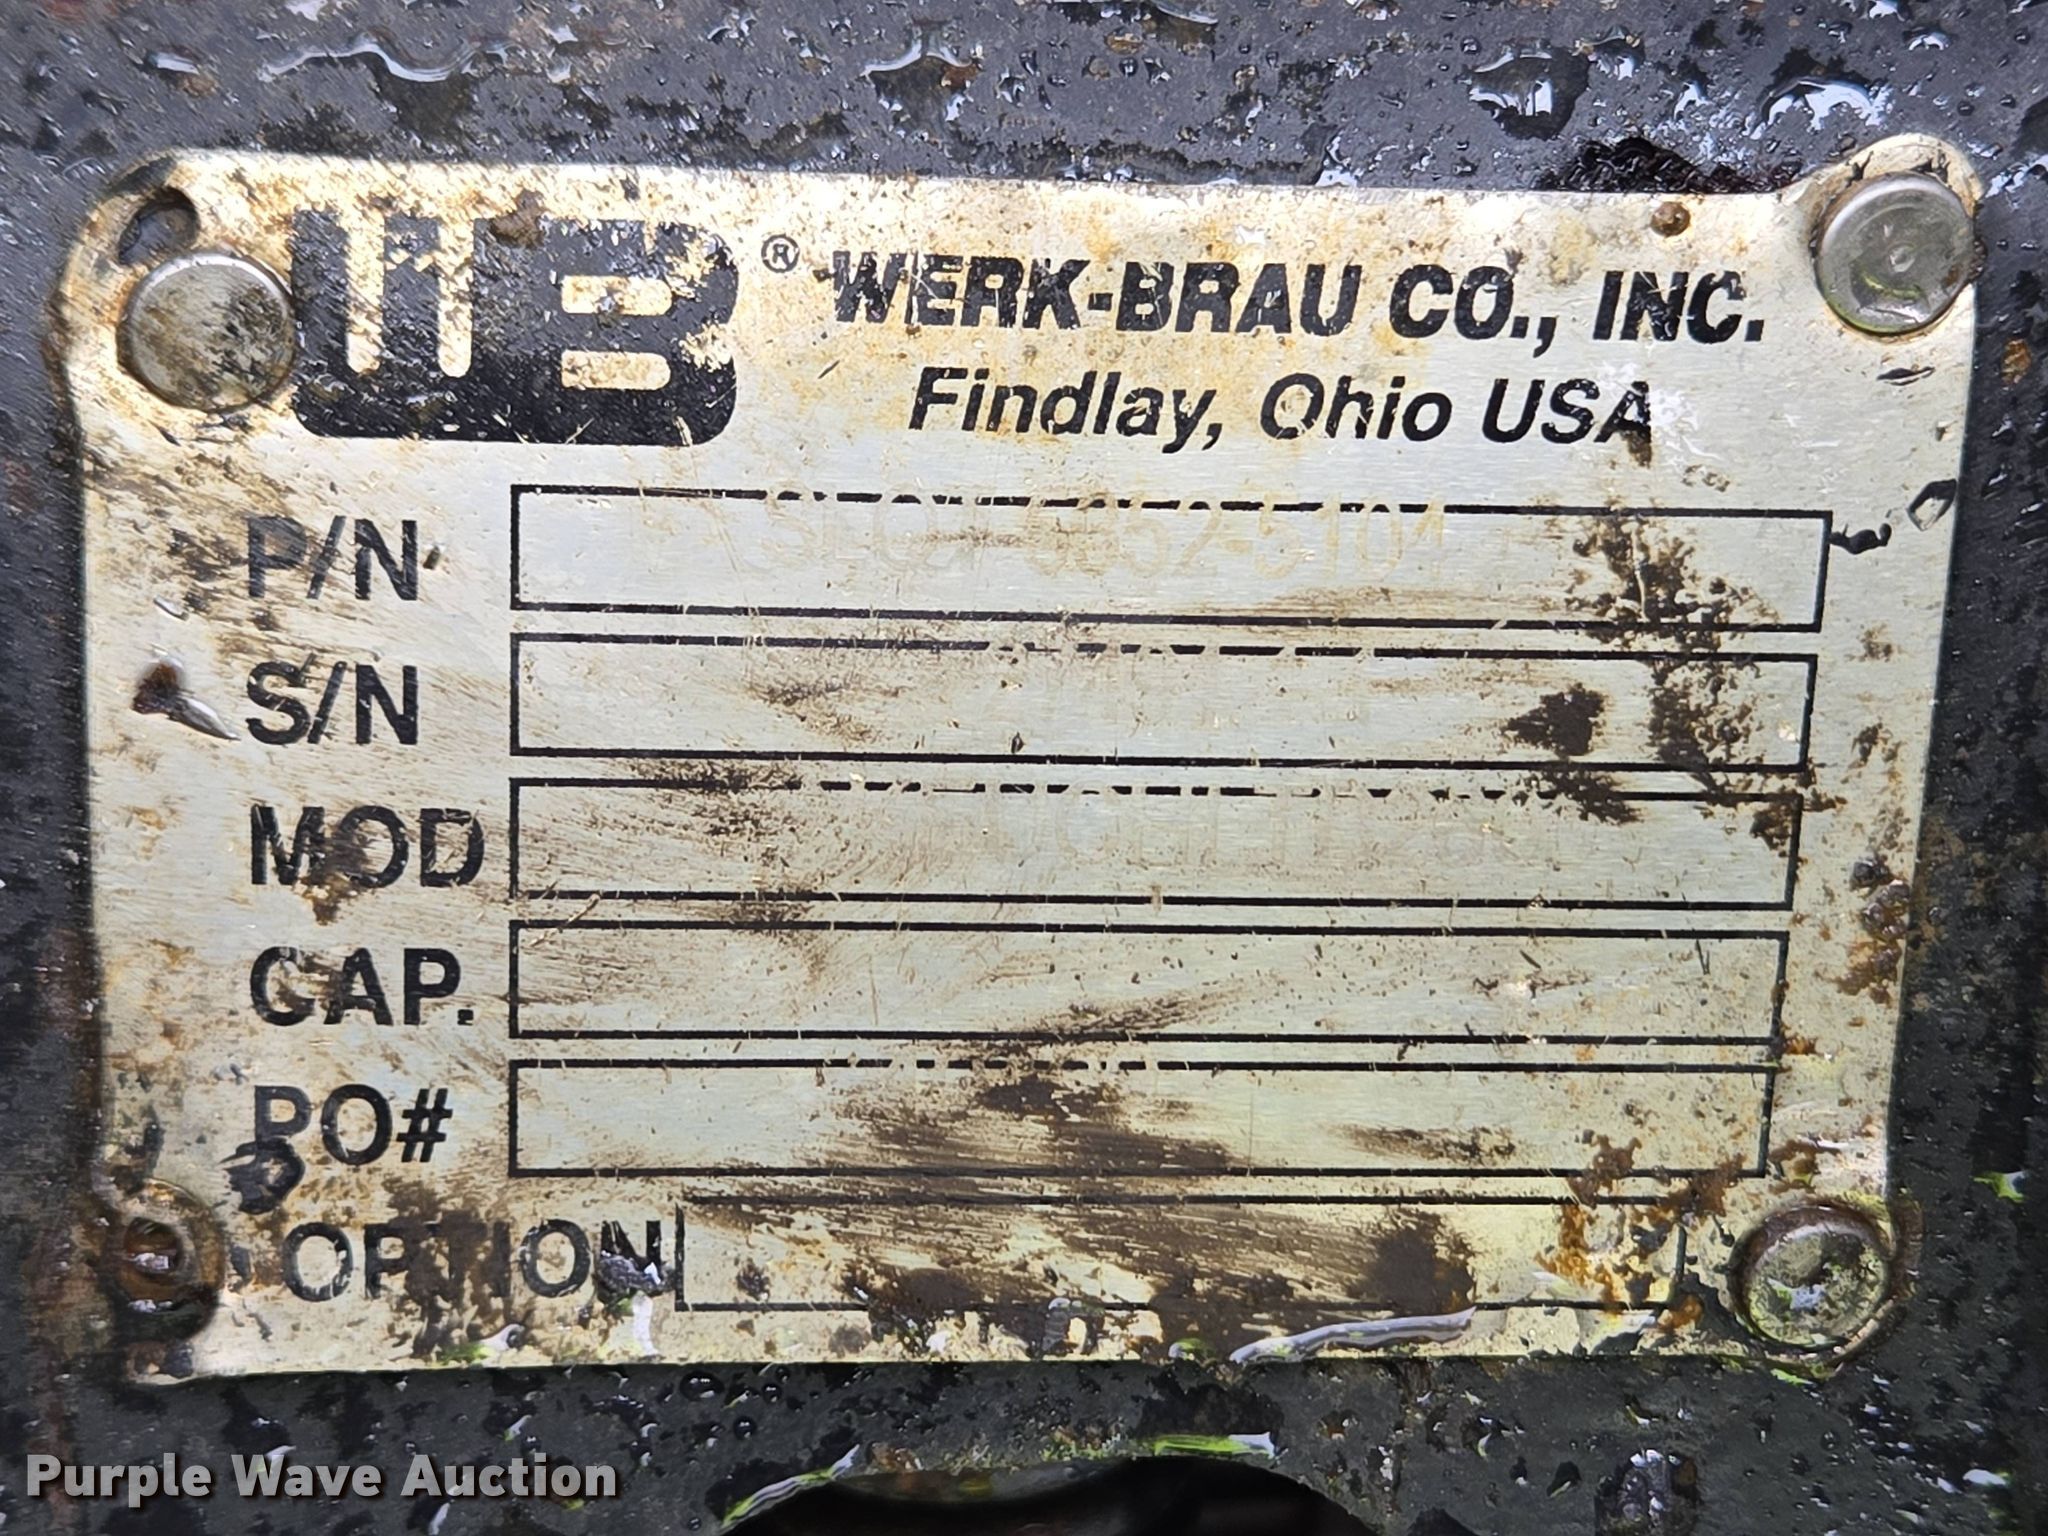 WB® WERK-BRAU CO., INC.
Findlay, Ohio USA
P/N
S/N
MOD
CAP.
PO#
OPTION
Purple Wave Auction